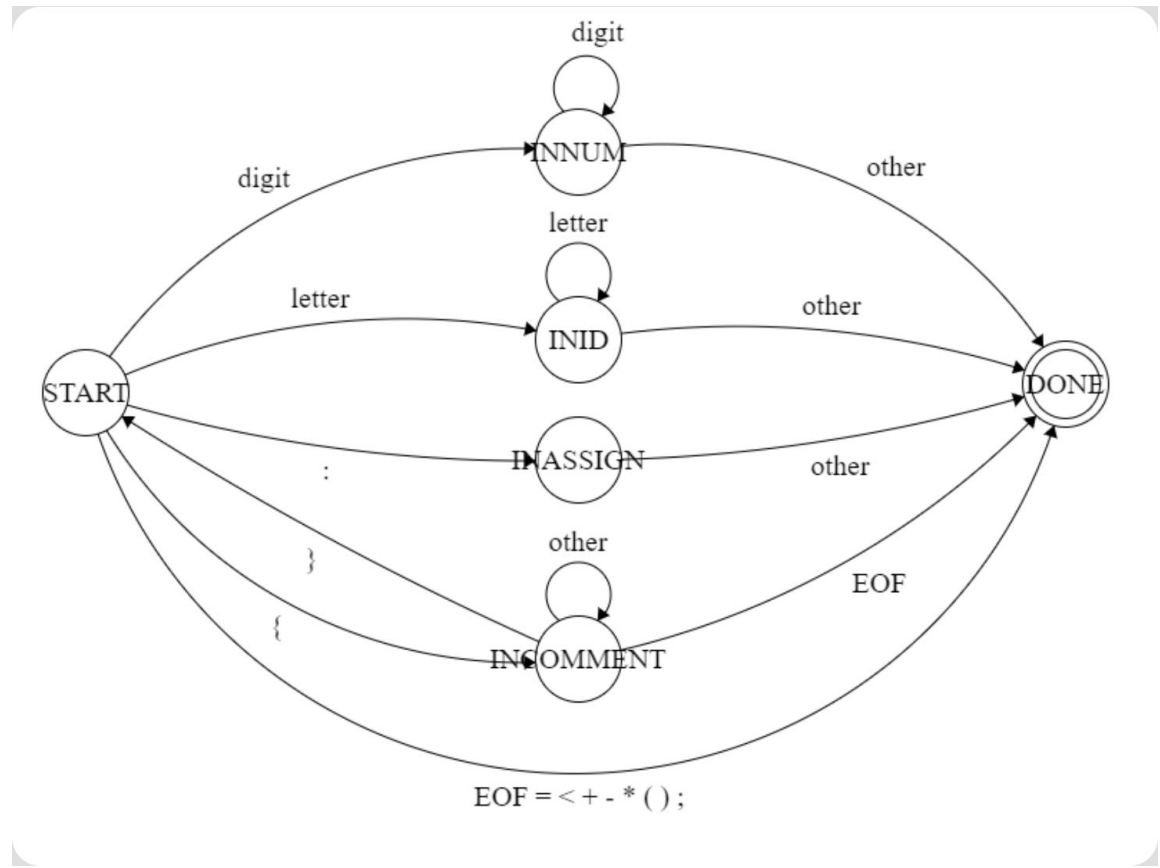 digit
INNUM
other
digit
letter
letter
other
INID
START
DONE
INASSIGN
other
:
other
}
EOF
{
INCOMMENT
EOF = < + - * ( ) ;